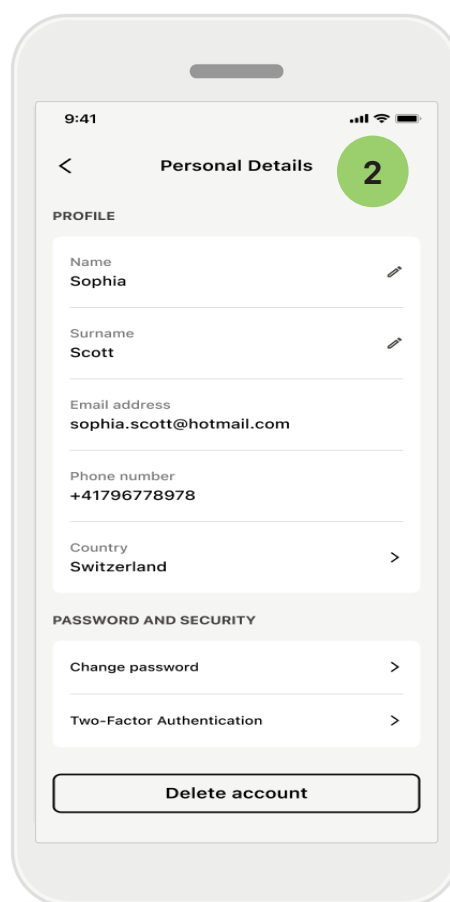 9:41
Personal Details
2
PROFILE
Name
Sophia
Surname
Scott
Email address
sophia.scott@hotmail.com
Phone number
+41796778978
Country
Switzerland
PASSWORD AND SECURITY
Change password
Two-Factor Authentication
Delete account